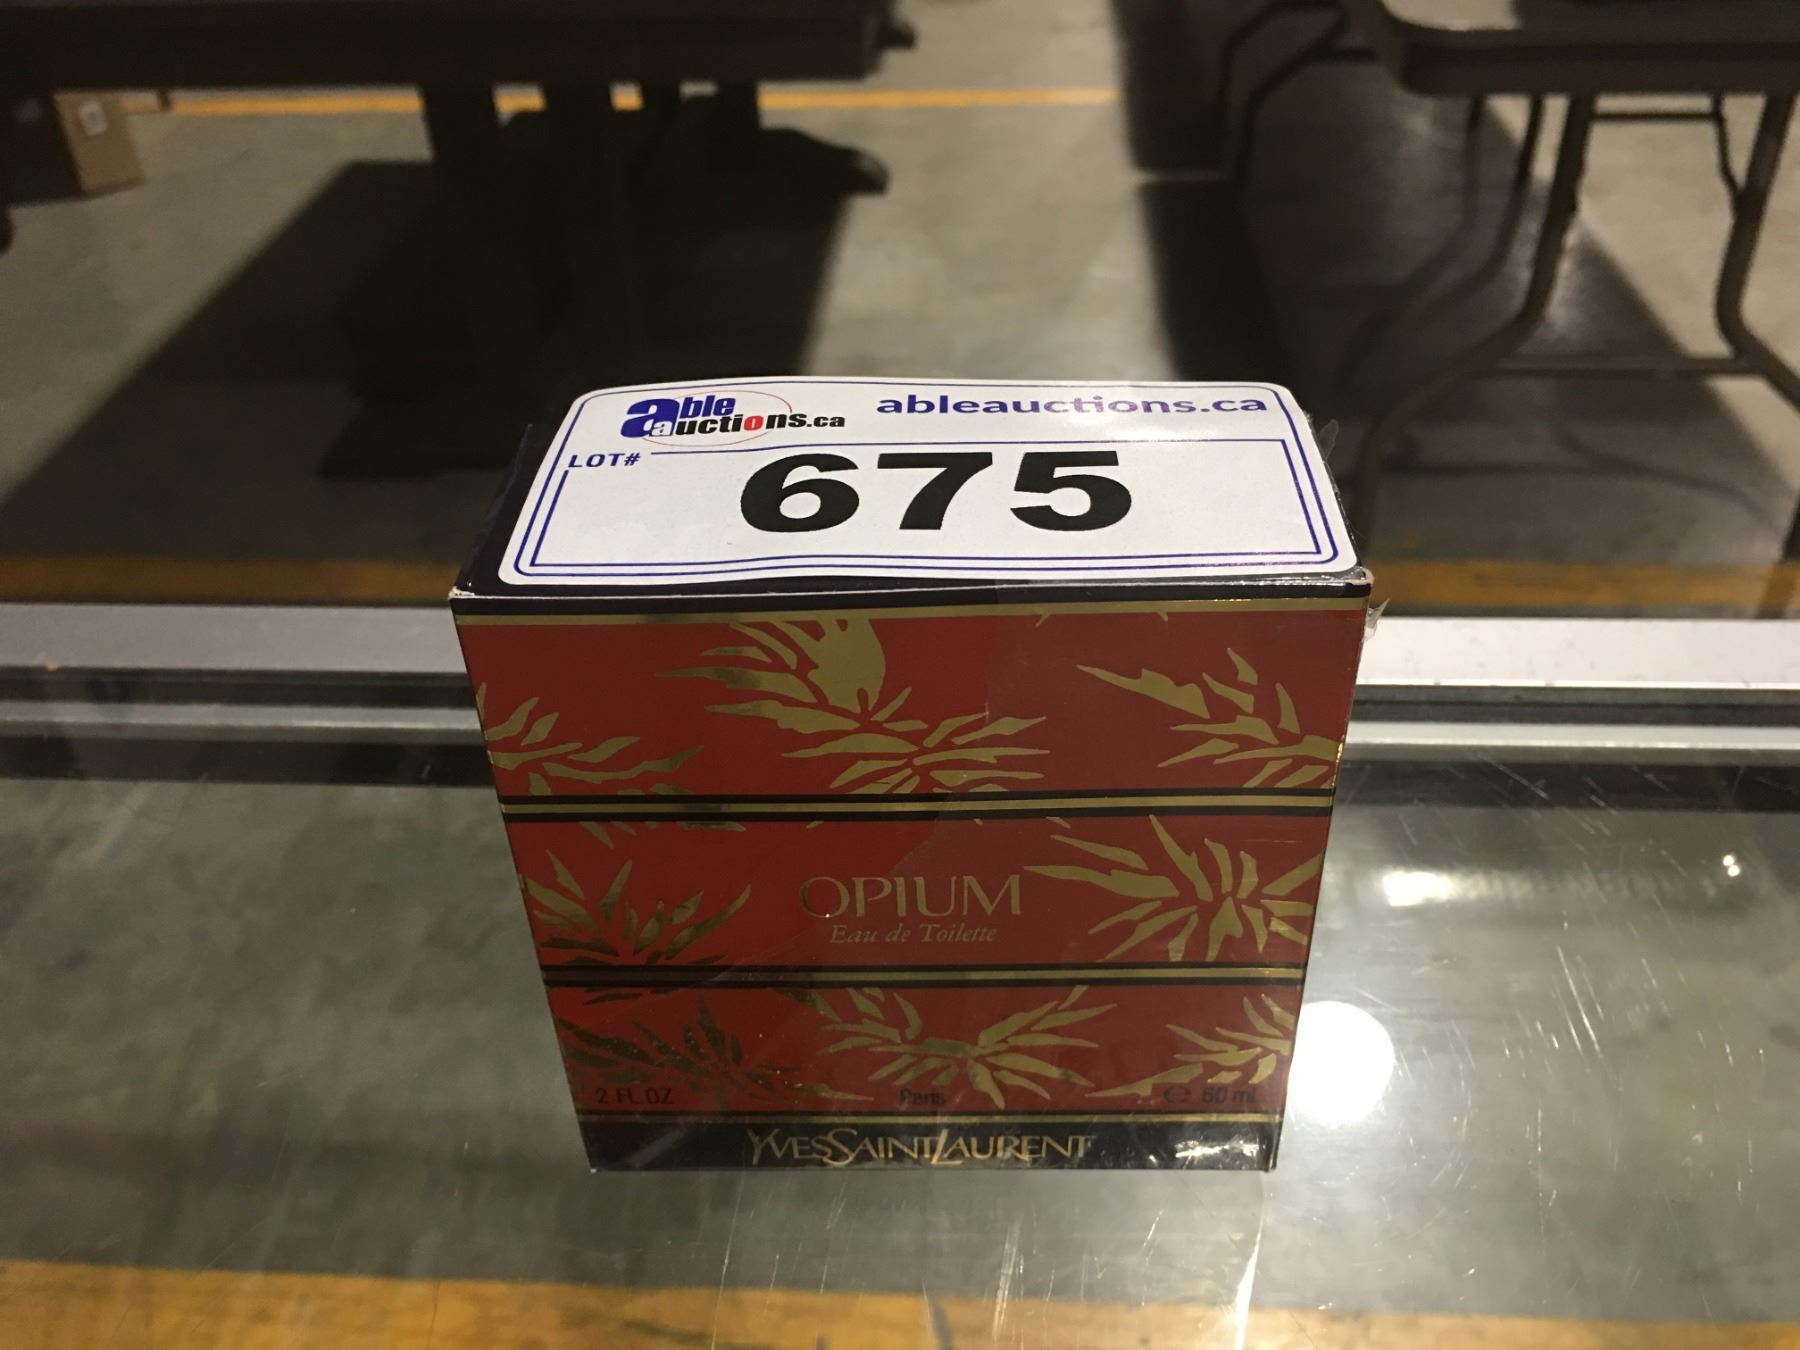 able auctions.ca
ableauctions.ca
LOT#
675
OPIUM
Eau de Toilette
2 FL.OZ Paris e 60 ml
YVESSAINTLAURENT